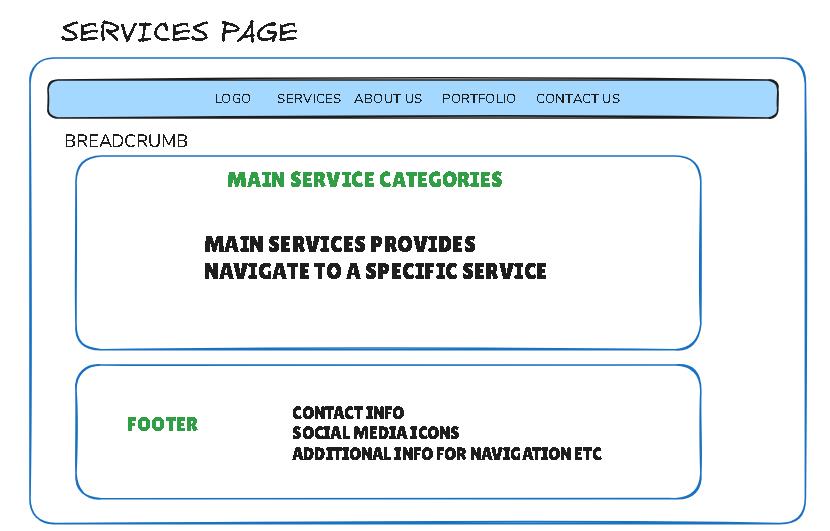 SERVICES PAGE
LOGO SERVICES ABOUT US PORTFOLIO CONTACT US
BREADCRUMB
MAIN SERVICE CATEGORIES
MAIN SERVICES PROVIDES
NAVIGATE TO A SPECIFIC SERVICE
FOOTER
CONTACT INFO
SOCIAL MEDIA ICONS
ADDITIONAL INFO FOR NAVIGATION ETC